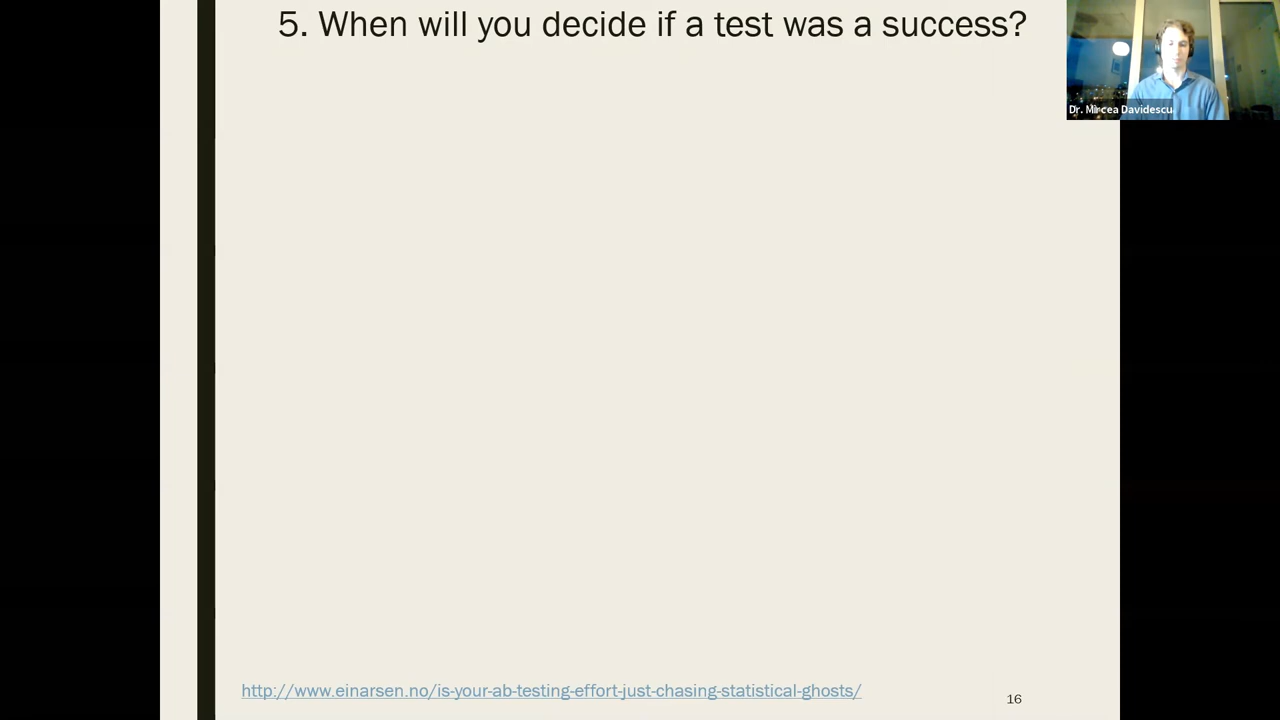 5. When will you decide if a test was a success?
Dr. Mircea Davidescu
http://www.einarsen.no/is-your-ab-testing-effort-just-chasing-statistical-ghosts/
16